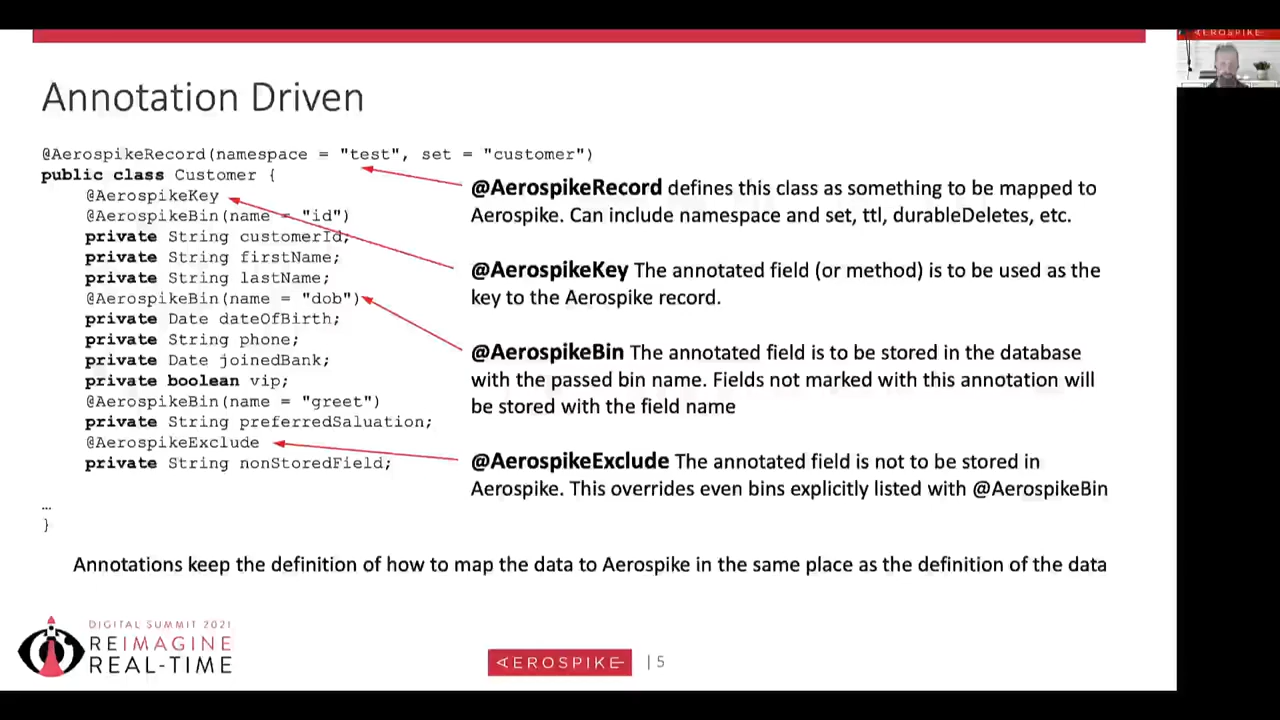 AEROSPIKE
Annotation Driven
@AerospikeRecord(namespace = "test", set = "customer")
public class Customer {
@AerospikeKey
@AerospikeBin(name = "id")
private String customerId;
private String firstName;
private String lastName;
@AerospikeBin(name = "dob")
private Date dateOfBirth;
private String phone;
private Date joinedBank;
private boolean vip;
@AerospikeBin(name = "greet")
private String preferredSaluation;
@AerospikeExclude
private String nonStoredField;
…
}
@AerospikeRecord defines this class as something to be mapped to
Aerospike. Can include namespace and set, ttl, durableDeletes, etc.
@AerospikeKey The annotated field (or method) is to be used as the
key to the Aerospike record.
@AerospikeBin The annotated field is to be stored in the database
with the passed bin name. Fields not marked with this annotation will
be stored with the field name
@AerospikeExclude The annotated field is not to be stored in
Aerospike. This overrides even bins explicitly listed with @AerospikeBin
Annotations keep the definition of how to map the data to Aerospike in the same place as the definition of the data
DIGITAL SUMMIT 2021
REIMAGINE
REAL-TIME
AEROSPIKE
| 5